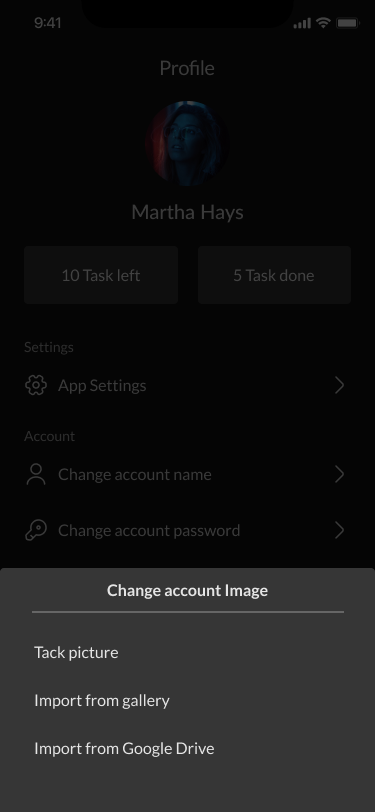 9:41
Profile
Martha Hays
10 Task left
5 Task done
Settings
App Settings
Account
Change account name
Change account password
Change account Image
Tack picture
Import from gallery
Import from Google Drive